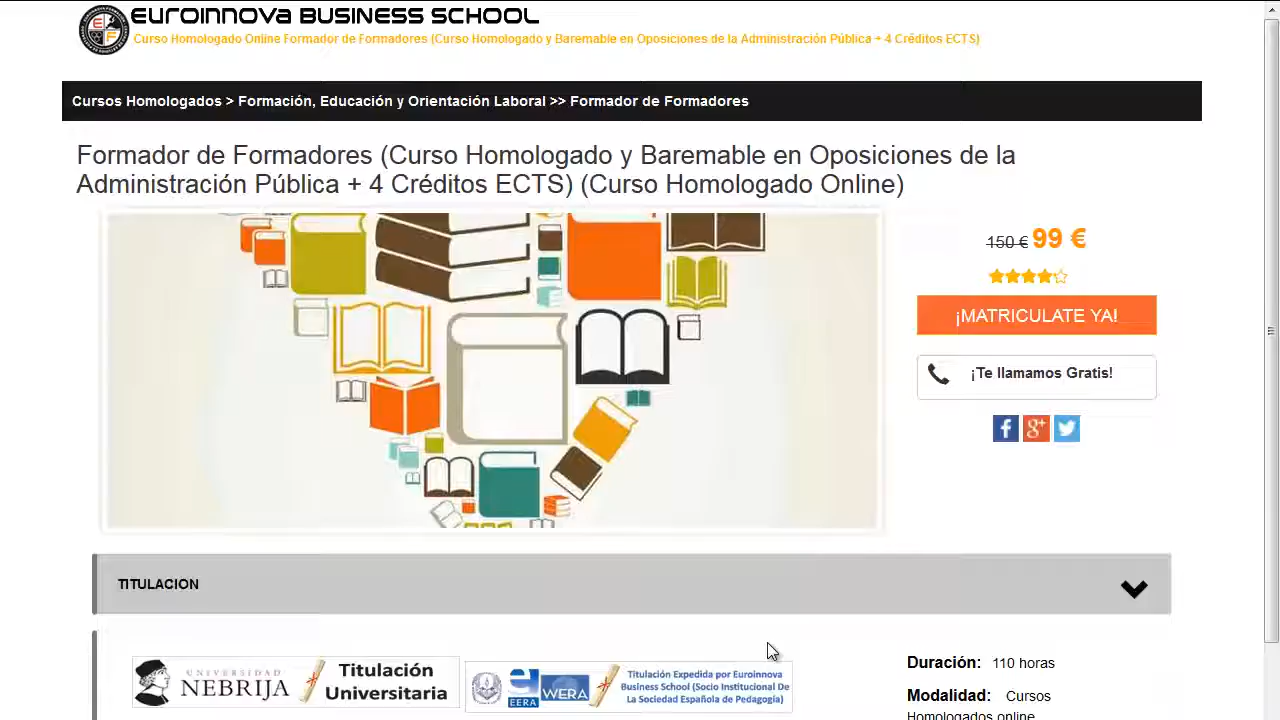 EUROINNOVA BUSINESS SCHOOL
Curso Homologado Online Formador de Formadores (Curso Homologado y Baremable en Oposiciones de la Administración Pública + 4 Créditos ECTS)
Cursos Homologados > Formación, Educación y Orientación Laboral >> Formador de Formadores
Formador de Formadores (Curso Homologado y Baremable en Oposiciones de la
Administración Pública + 4 Créditos ECTS) (Curso Homologado Online)
150 € 99 €
¡MATRICULATE YA!
¡Te llamamos Gratis!
TITULACION
UNIVERSIDAD
NEBRIJA
Titulación
Universitaria
EERA
WERA
Titulación Expedida por Euroinnova
Business School (Socio Institucional De
La Sociedad Española de Pedagogía)
Duración: 110 horas
Modalidad: Cursos
Homologados online